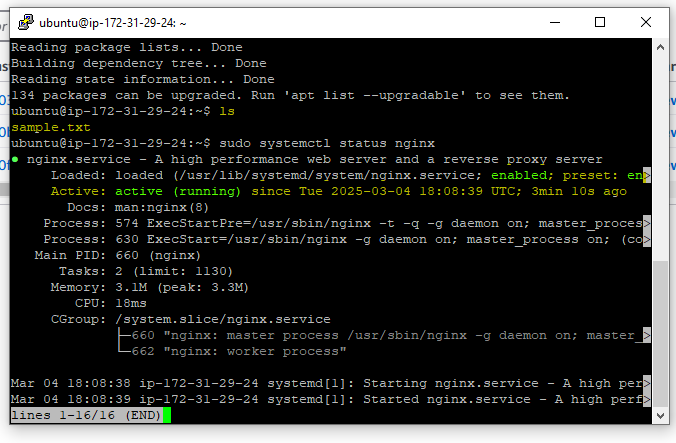 ubuntu@ip-172-31-29-24: ~
Reading package lists... Done
Building dependency tree... Done
Reading state information... Done
134 packages can be upgraded. Run 'apt list --upgradable' to see them.
ubuntu@ip-172-31-29-24:~$ ls
sample.txt
ubuntu@ip-172-31-29-24:~$ sudo systemctl status nginx
● nginx.service - A high performance web server and a reverse proxy server
Loaded: loaded (/usr/lib/systemd/system/nginx.service; enabled; preset: en>
Active: active (running) since Tue 2025-03-04 18:08:39 UTC; 3min 10s ago
Docs: man:nginx(8)
Process: 574 ExecStartPre=/usr/sbin/nginx -t -q -g daemon on; master_proces>
Process: 630 ExecStart=/usr/sbin/nginx -g daemon on; master_process on; (co>
Main PID: 660 (nginx)
Tasks: 2 (limit: 1130)
Memory: 3.1M (peak: 3.3M)
CPU: 18ms
CGroup: /system.slice/nginx.service
├─660 "nginx: master process /usr/sbin/nginx -g daemon on; master_>
└─662 "nginx: worker process"
Mar 04 18:08:38 ip-172-31-29-24 systemd[1]: Starting nginx.service - A high per>
Mar 04 18:08:39 ip-172-31-29-24 systemd[1]: Started nginx.service - A high perf>
lines 1-16/16 (END)